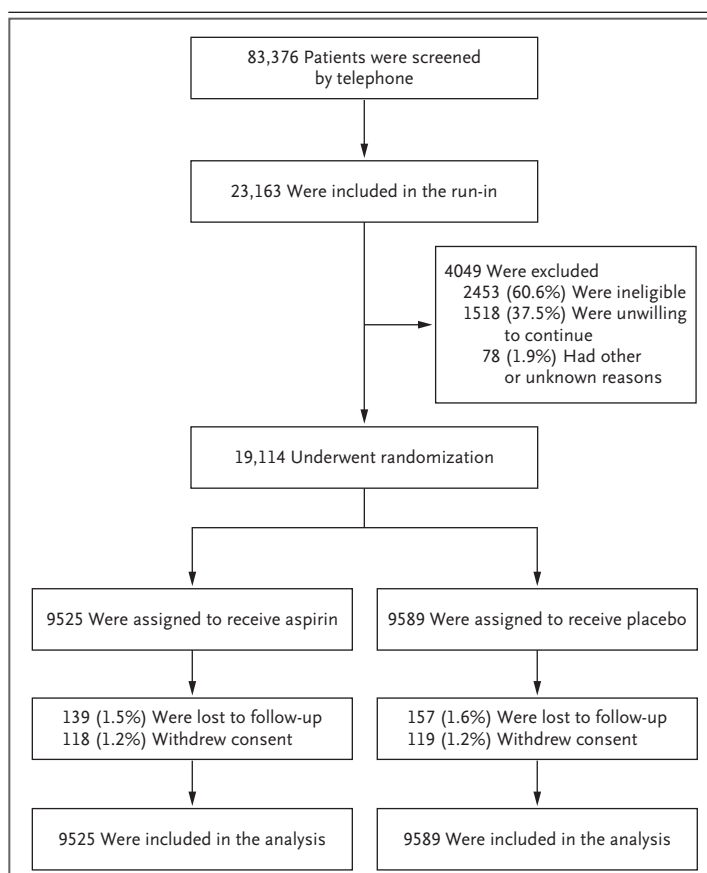 83,376 Patients were screened
by telephone
23,163 Were included in the run-in
4049 Were excluded
2453 (60.6%) Were ineligible
1518 (37.5%) Were unwilling
to continue
78 (1.9%) Had other
or unknown reasons
19,114 Underwent randomization
9525 Were assigned to receive aspirin
9589 Were assigned to receive placebo
139 (1.5%) Were lost to follow-up
118 (1.2%) Withdrew consent
157 (1.6%) Were lost to follow-up
119 (1.2%) Withdrew consent
9525 Were included in the analysis
9589 Were included in the analysis